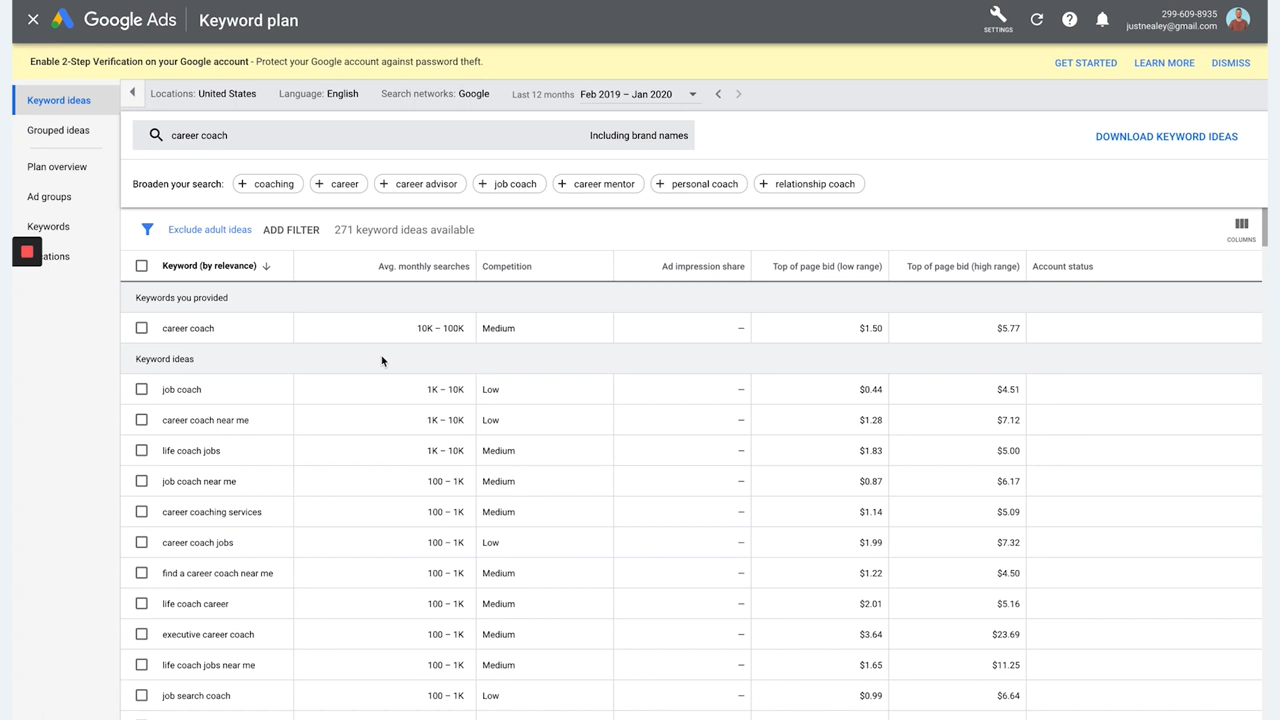 Google Ads
Keyword plan
SETTINGS
299-609-8935
justnealey@gmail.com
Enable 2-Step Verification on your Google account - Protect your Google account against password theft.
GET STARTED
LEARN MORE
DISMISS
Keyword ideas
Grouped ideas
Plan overview
Ad groups
Keywords
cations
Locations: United States
Language: English
Search networks: Google
Last 12 months
Feb 2019 – Jan 2020
career coach
Including brand names
DOWNLOAD KEYWORD IDEAS
Broaden your search:
+ coaching
+ career
+ career advisor
+ job coach
+ career mentor
+ personal coach
+ relationship coach
Exclude adult ideas
ADD FILTER
271 keyword ideas available
COLUMNS
Keyword (by relevance) ↓ Avg. monthly searches Competition Ad impression share Top of page bid (low range) Top of page bid (high range) Account status
Keywords you provided
career coach 10K – 100K Medium – $1.50 $5.77
Keyword ideas
job coach 1K – 10K Low – $0.44 $4.51
career coach near me 1K – 10K Low – $1.28 $7.12
life coach jobs 1K – 10K Medium – $1.83 $5.00
job coach near me 100 – 1K Medium – $0.87 $6.17
career coaching services 100 – 1K Medium – $1.14 $5.09
career coach jobs 100 – 1K Low – $1.99 $7.32
find a career coach near me 100 – 1K Medium – $1.22 $4.50
life coach career 100 – 1K Medium – $2.01 $5.16
executive career coach 100 – 1K Medium – $3.64 $23.69
life coach jobs near me 100 – 1K Medium – $1.65 $11.25
job search coach 100 – 1K Low – $0.99 $6.64